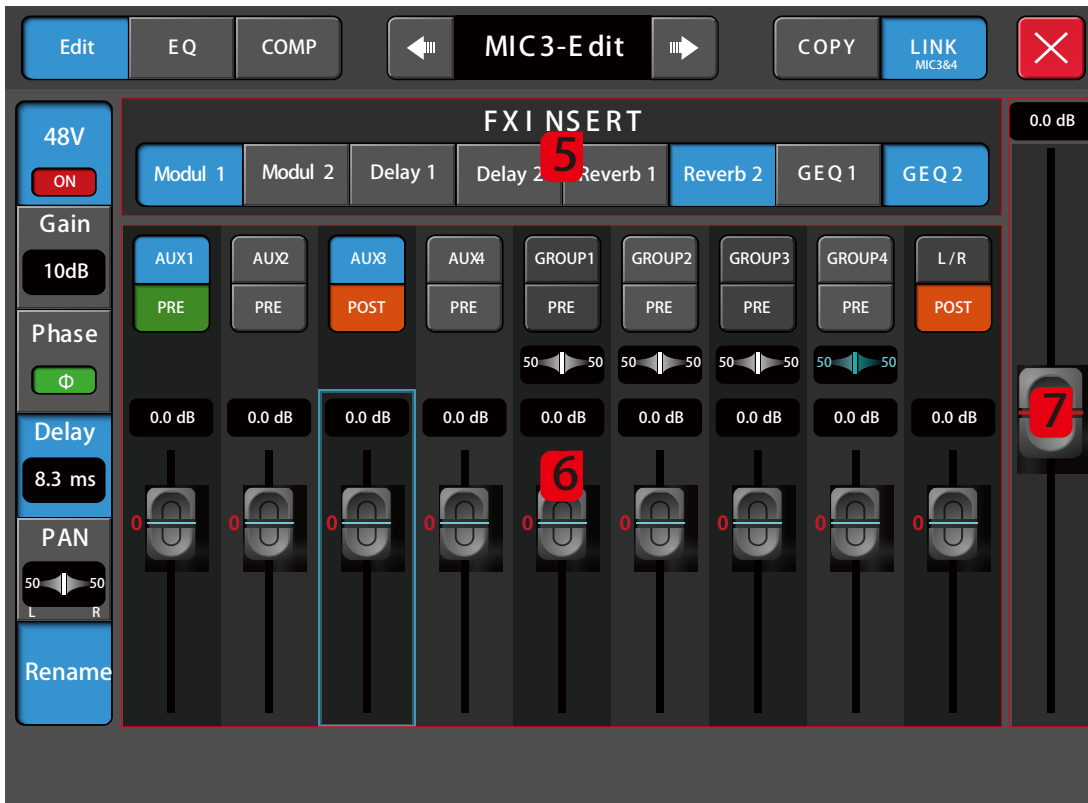 Edit EQ COMP MIC3-Edit COPY LINK
MIC3&4
48V
ON
Gain
10dB
Phase
Φ
Delay
8.3 ms
PAN
50 50
L R
Rename
FXINSERT
5
Modul 1 Modul 2 Delay 1 Delay 2 Reverb 1 Reverb 2 GEQ1 GEQ2
AUX1 AUX2 AUX3 AUX4 GROUP1 GROUP2 GROUP3 GROUP4 L/R
PRE PRE POST PRE PRE PRE PRE PRE POST
50 50 50 50 50 50 50 50
0.0 dB 0.0 dB 0.0 dB 0.0 dB 0.0 dB 0.0 dB 0.0 dB 0.0 dB 0.0 dB
6
0 0 0 0 0 0 0 0 0
0.0 dB
7